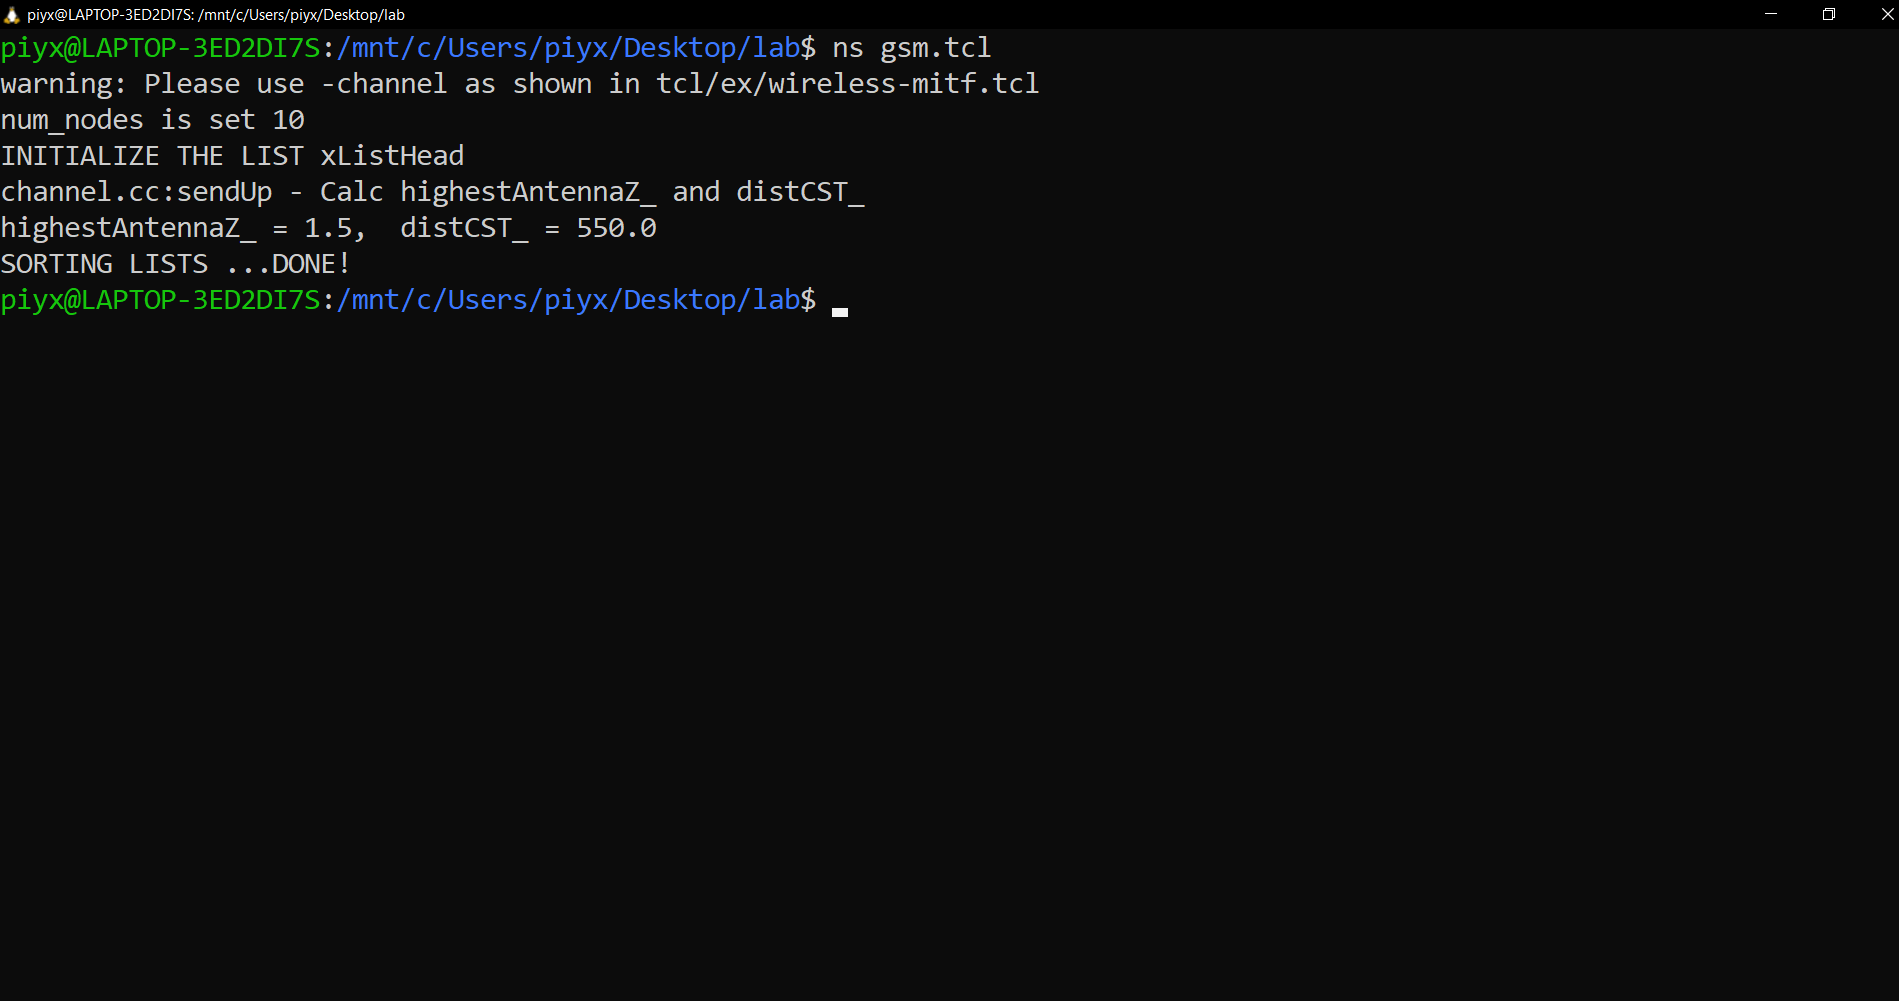 piyx@LAPTOP-3ED2DI7S: /mnt/c/Users/piyx/Desktop/lab
piyx@LAPTOP-3ED2DI7S:/mnt/c/Users/piyx/Desktop/lab$ ns gsm.tcl
warning: Please use -channel as shown in tcl/ex/wireless-mitf.tcl
num_nodes is set 10
INITIALIZE THE LIST xListHead
channel.cc:sendUp - Calc highestAntennaZ_ and distCST_
highestAntennaZ_ = 1.5,  distCST_ = 550.0
SORTING LISTS ...DONE!
piyx@LAPTOP-3ED2DI7S:/mnt/c/Users/piyx/Desktop/lab$